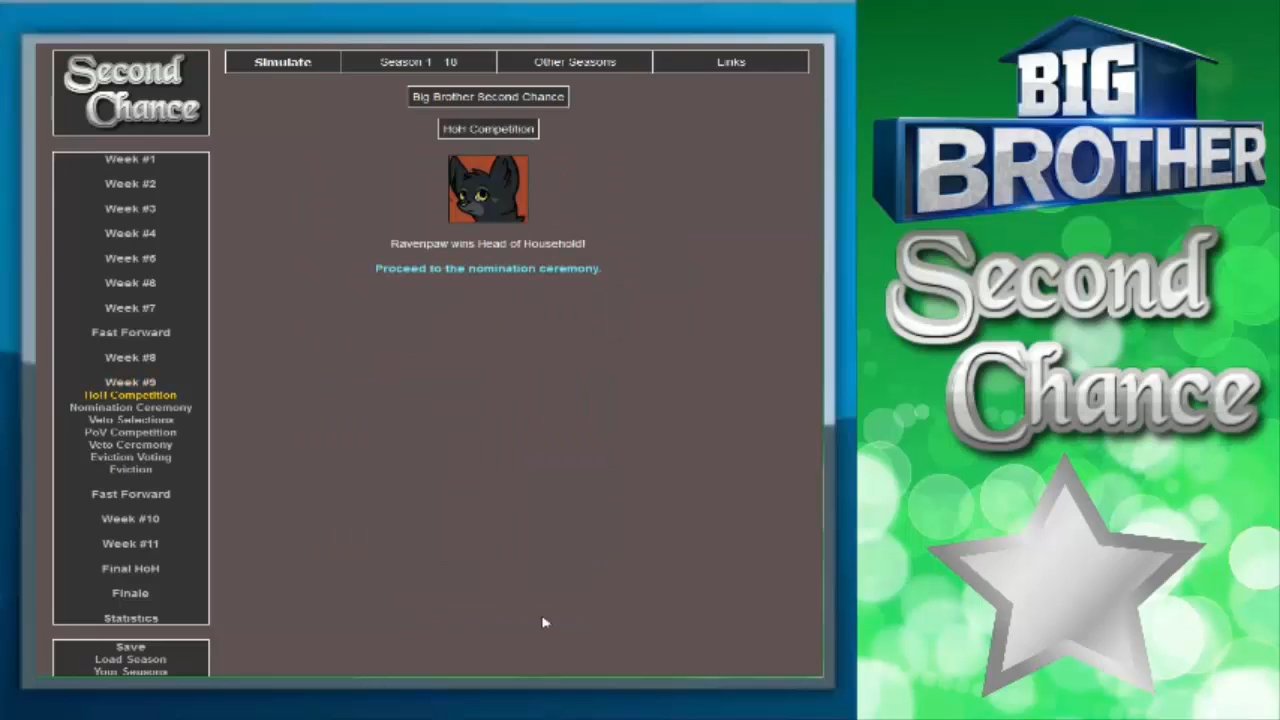 Second
Chance
Simulate
Season 1 - 18
Other Seasons
Links
Big Brother Second Chance
HoH Competition
Ravenpaw wins Head of Household!
Proceed to the nomination ceremony.
Week #1
Week #2
Week #3
Week #4
Week #5
Week #6
Week #7
Fast Forward
Week #8
Week #9
HoH Competition
Nomination Ceremony
Veto Selections
PoV Competition
Veto Ceremony
Eviction Voting
Eviction
Fast Forward
Week #10
Week #11
Final HoH
Finale
Statistics
Save
Load Season
Your Seasons
BIG
BROTHER
Second
Chance